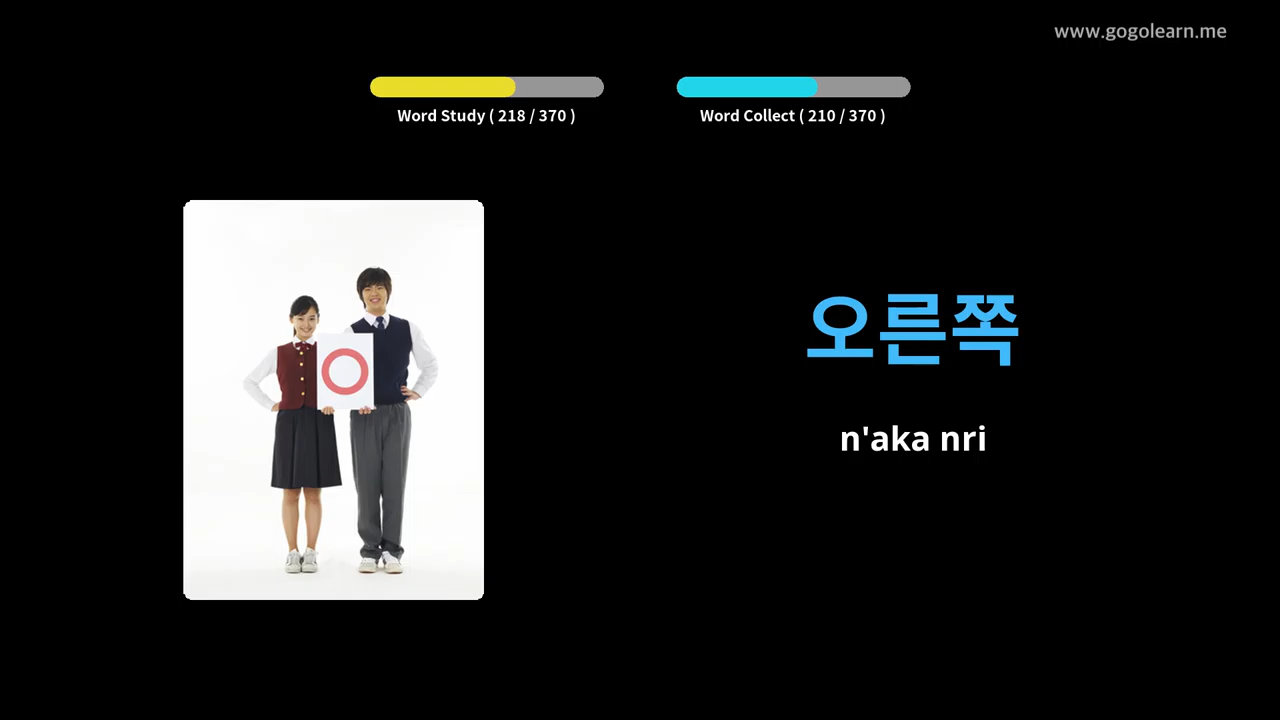 www.gogolearn.me
Word Study ( 218 / 370 )
Word Collect ( 210 / 370 )
오른쪽
n'aka nri